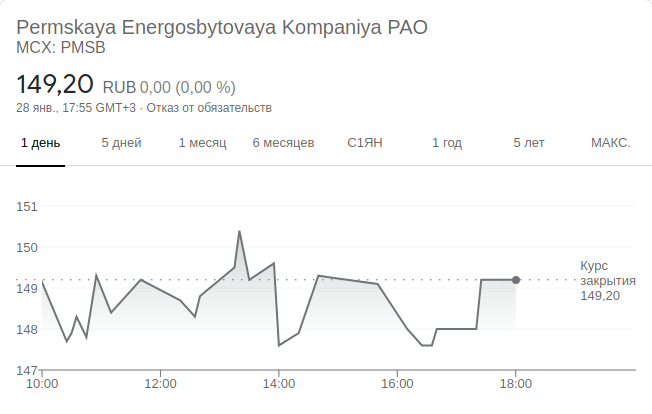 Permskaya Energosbytovaya Kompaniya PAO
MCX: PMSB
149,20 RUB 0,00 (0,00 %)
28 янв., 17:55 GMT+3 · Отказ от обязательств
1 день 5 дней 1 месяц 6 месяцев С1ЯН 1 год 5 лет МАКС.
151
150
149
148
147
Курс
закрытия
149,20
10:00 12:00 14:00 16:00 18:00